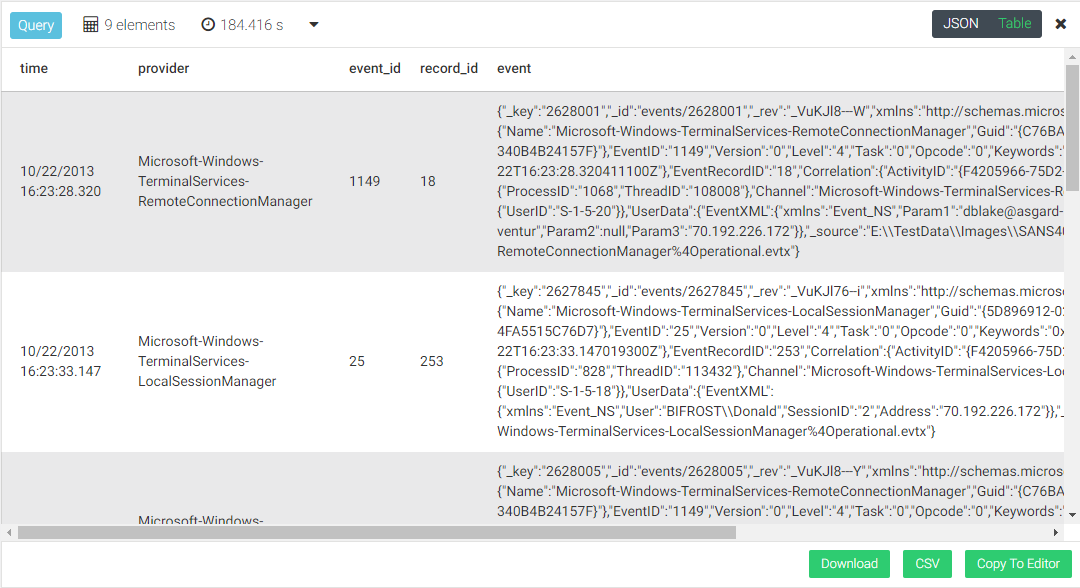 Query 9 elements 184.416 s JSON Table
time provider event_id record_id event
{"_key":"2628001","_id":"events/2628001","_rev":"_VuKJl8---W","xmlns":"http://schemas.micros
{"Name":"Microsoft-Windows-TerminalServices-RemoteConnectionManager","Guid":"{C76BA
340B4B24157F}"},"EventID":"1149","Version":"0","Level":"4","Task":"0","Opcode":"0","Keywords":"
22T16:23:28.320411100Z"},"EventRecordID":"18","Correlation":{"ActivityID":"{F4205966-75D2-
{"ProcessID":"1068","ThreadID":"108008"},"Channel":"Microsoft-Windows-TerminalServices-R
{"UserID":"S-1-5-20"}},"UserData":{"EventXML":{"xmlns":"Event_NS","Param1":"dblake@asgard-
ventur","Param2":null,"Param3":"70.192.226.172"}},"_source":"E:\\TestData\\Images\\SANS40
RemoteConnectionManager%4Operational.evtx"}
10/22/2013
16:23:28.320
Microsoft-Windows-
TerminalServices-
RemoteConnectionManager
1149
18
{"_key":"2627845","_id":"events/2627845","_rev":"_VuKJl76--i","xmlns":"http://schemas.microso
{"Name":"Microsoft-Windows-TerminalServices-LocalSessionManager","Guid":"{5D896912-02
4FA5515C76D7}"},"EventID":"25","Version":"0","Level":"4","Task":"0","Opcode":"0","Keywords":"0x
22T16:23:33.147019300Z"},"EventRecordID":"253","Correlation":{"ActivityID":"{F4205966-75D2
{"ProcessID":"828","ThreadID":"113432"},"Channel":"Microsoft-Windows-TerminalServices-Loc
{"UserID":"S-1-5-18"}},"UserData":{"EventXML":
{"xmlns":"Event_NS","User":"BIFROST\\Donald","SessionID":"2","Address":"70.192.226.172"}},"_
Windows-TerminalServices-LocalSessionManager%4Operational.evtx"}
10/22/2013
16:23:33.147
Microsoft-Windows-
TerminalServices-
LocalSessionManager
25
253
{"_key":"2628005","_id":"events/2628005","_rev":"_VuKJl8---Y","xmlns":"http://schemas.micros
{"Name":"Microsoft-Windows-TerminalServices-RemoteConnectionManager","Guid":"{C76BA
340B4B24157F}"},"EventID":"1149","Version":"0","Level":"4","Task":"0","Opcode":"0","Keywords":"
Microsoft-Windows-
Download CSV Copy To Editor